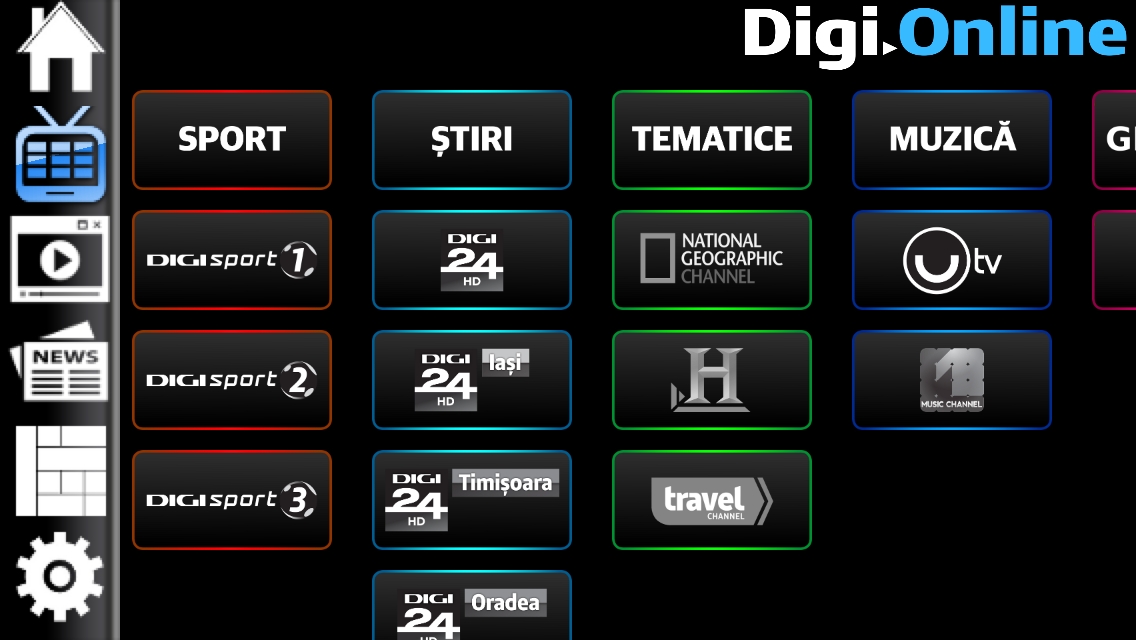 Digi Online
SPORT
ȘTIRI
TEMATICE
MUZICĂ
DIGI sport 1
DIGI 24 HD
NATIONAL
GEOGRAPHIC
CHANNEL
tv
NEWS
DIGI sport 2
DIGI 24 HD Iași
H
MUSIC CHANNEL
DIGI sport 3
DIGI 24 HD Timișoara
travel
CHANNEL
DIGI 24 HD Oradea